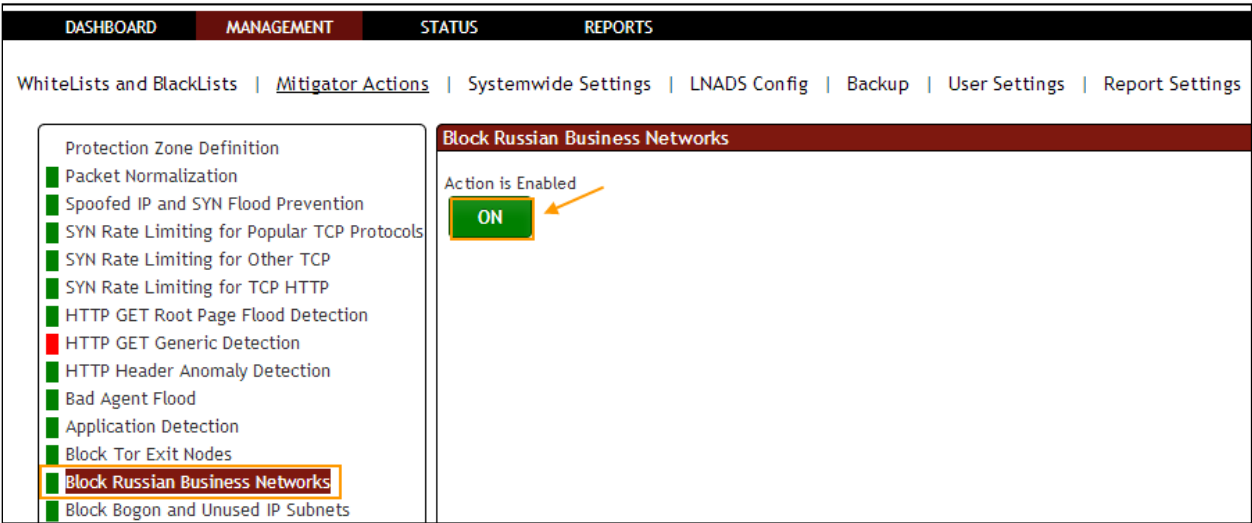 DASHBOARD MANAGEMENT STATUS REPORTS
WhiteLists and BlackLists | Mitigator Actions | Systemwide Settings | LNADS Config | Backup | User Settings | Report Settings
Protection Zone Definition
Packet Normalization
Spoofed IP and SYN Flood Prevention
SYN Rate Limiting for Popular TCP Protocols
SYN Rate Limiting for Other TCP
SYN Rate Limiting for TCP HTTP
HTTP GET Root Page Flood Detection
HTTP GET Generic Detection
HTTP Header Anomaly Detection
Bad Agent Flood
Application Detection
Block Tor Exit Nodes
Block Russian Business Networks
Block Bogon and Unused IP Subnets
Block Russian Business Networks
Action is Enabled
ON